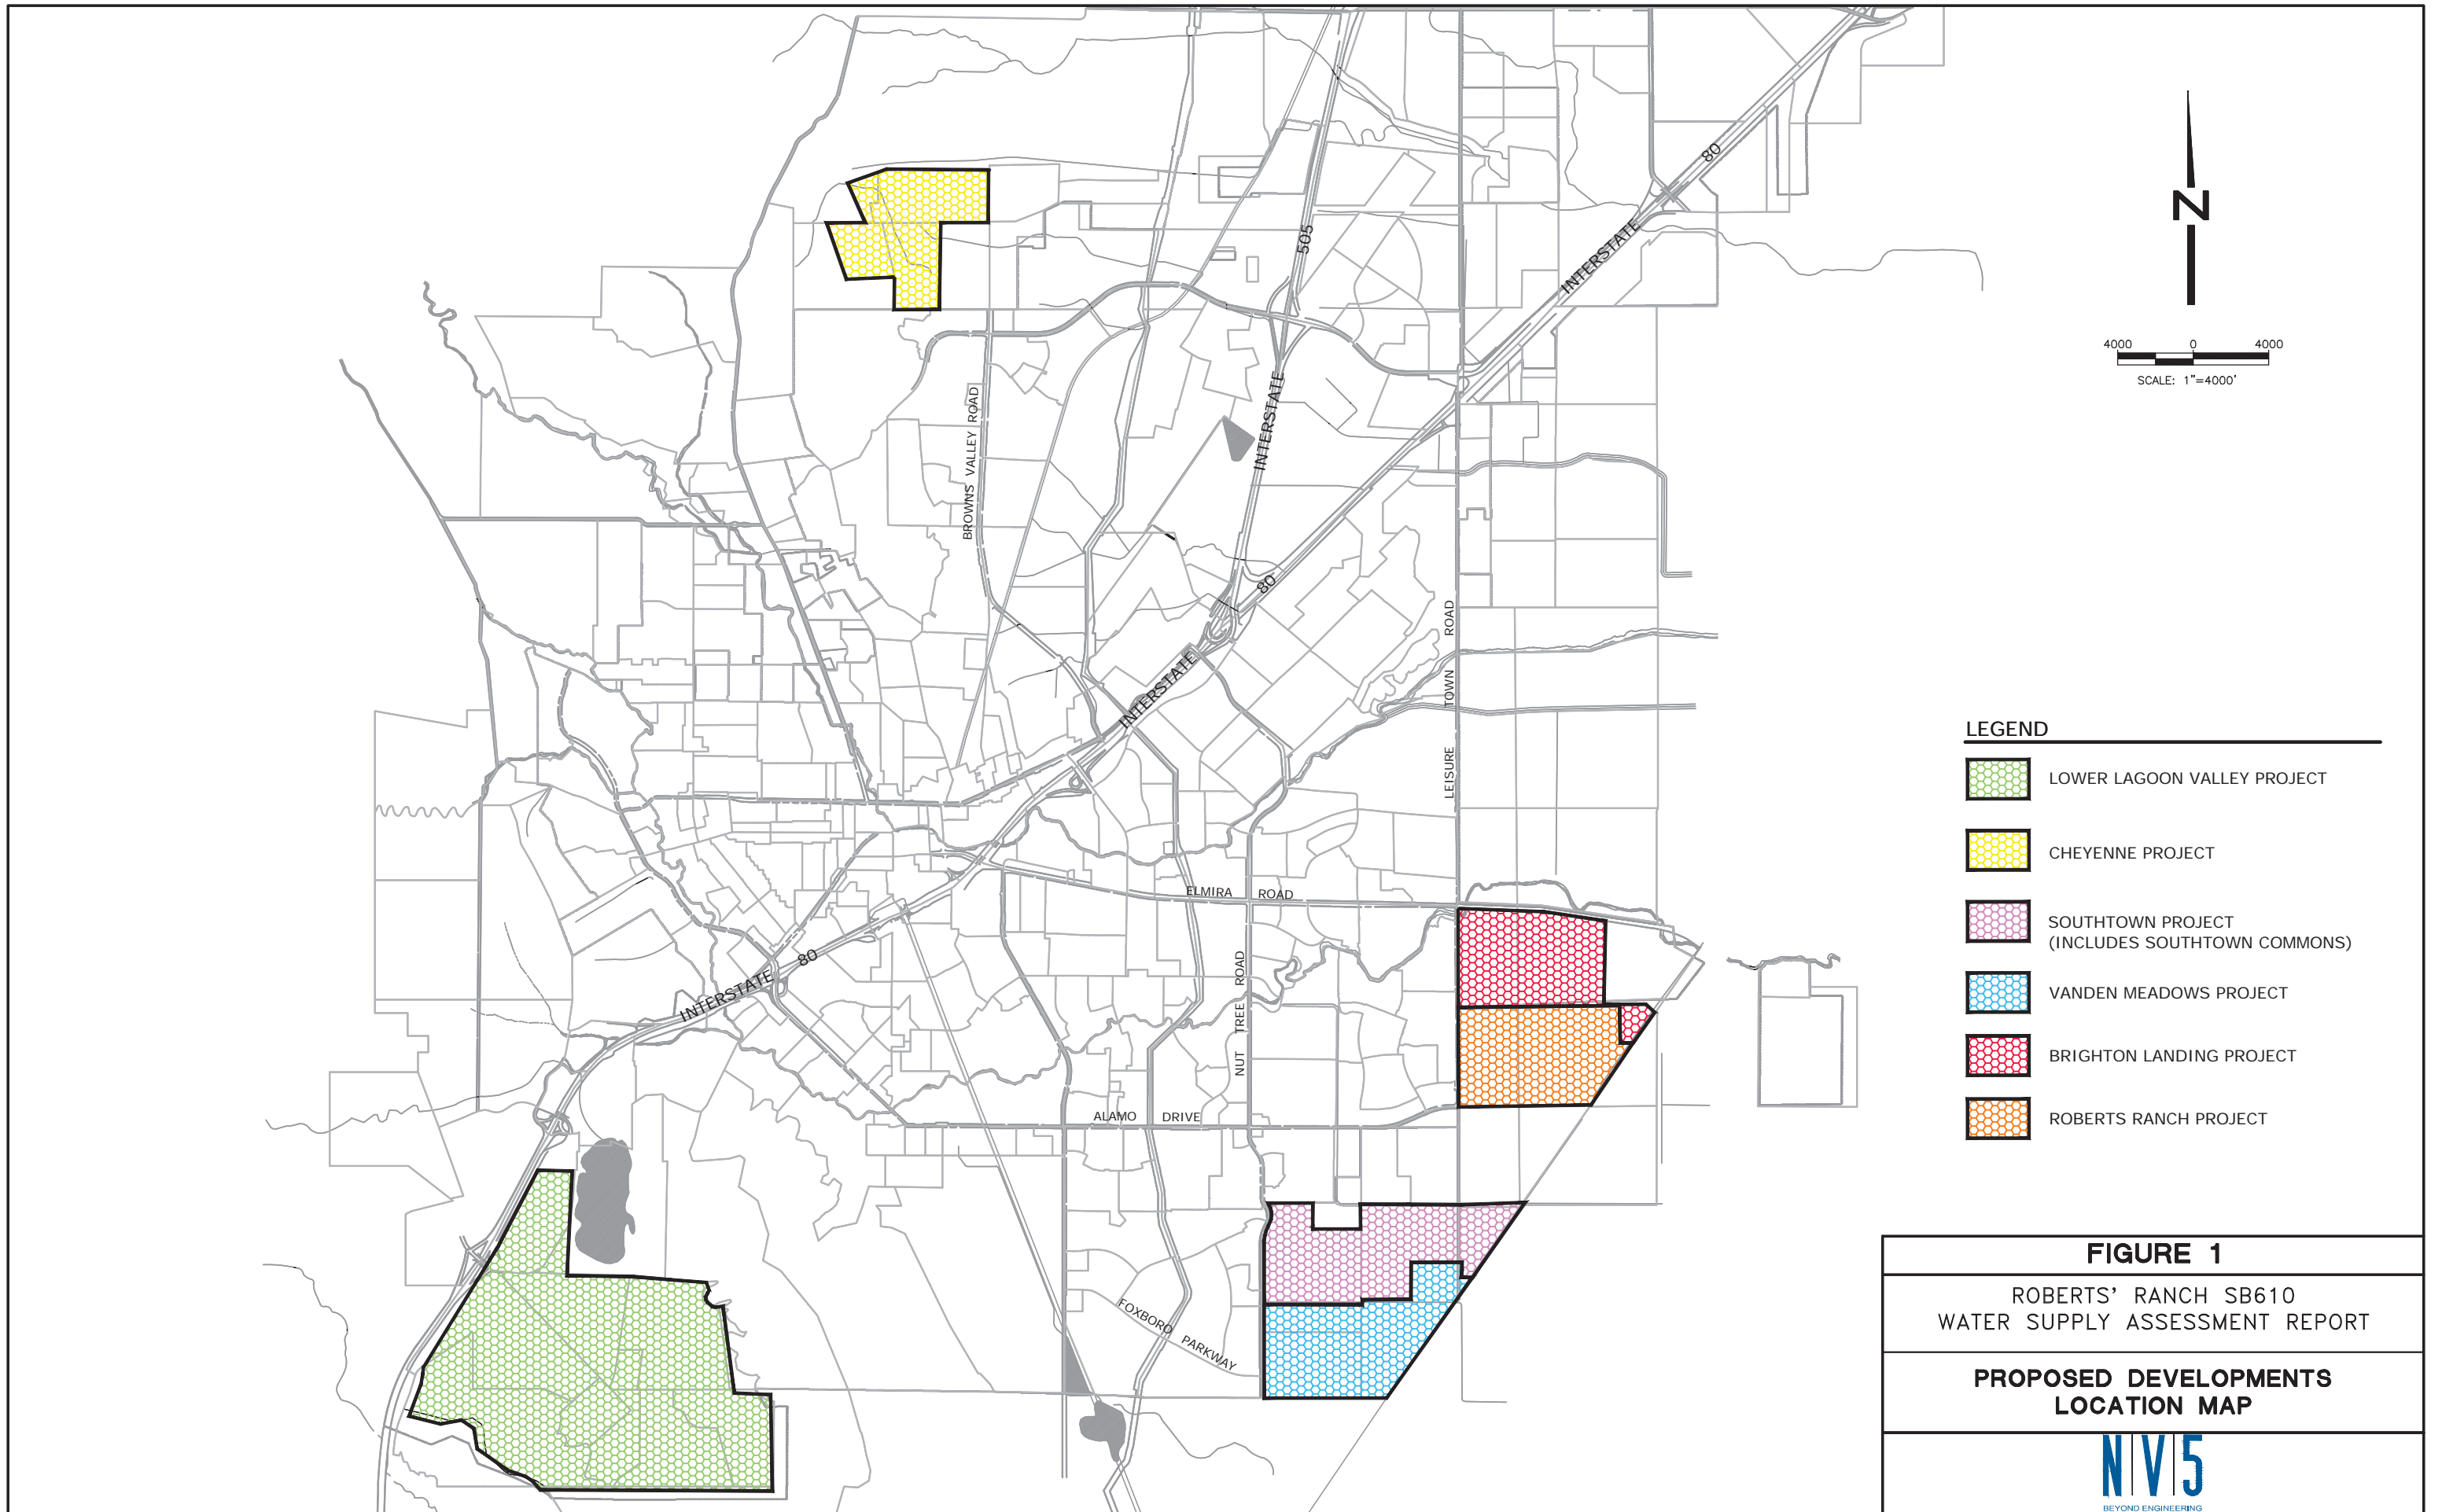 80
INTERSTATE
505
INTERSTATE
N
4000 0 4000
SCALE: 1"=4000'
BROWNS VALLEY ROAD
80
INTERSTATE
LEISURE TOWN ROAD
ELMIRA ROAD
NUT TREE ROAD
INTERSTATE 80
ALAMO DRIVE
FOXBORO PARKWAY
LEGEND
LOWER LAGOON VALLEY PROJECT
CHEYENNE PROJECT
SOUTHTOWN PROJECT
(INCLUDES SOUTHTOWN COMMONS)
VANDEN MEADOWS PROJECT
BRIGHTON LANDING PROJECT
ROBERTS RANCH PROJECT
FIGURE 1
ROBERTS' RANCH SB610
WATER SUPPLY ASSESSMENT REPORT
PROPOSED DEVELOPMENTS
LOCATION MAP
N|V|5
BEYOND ENGINEERING